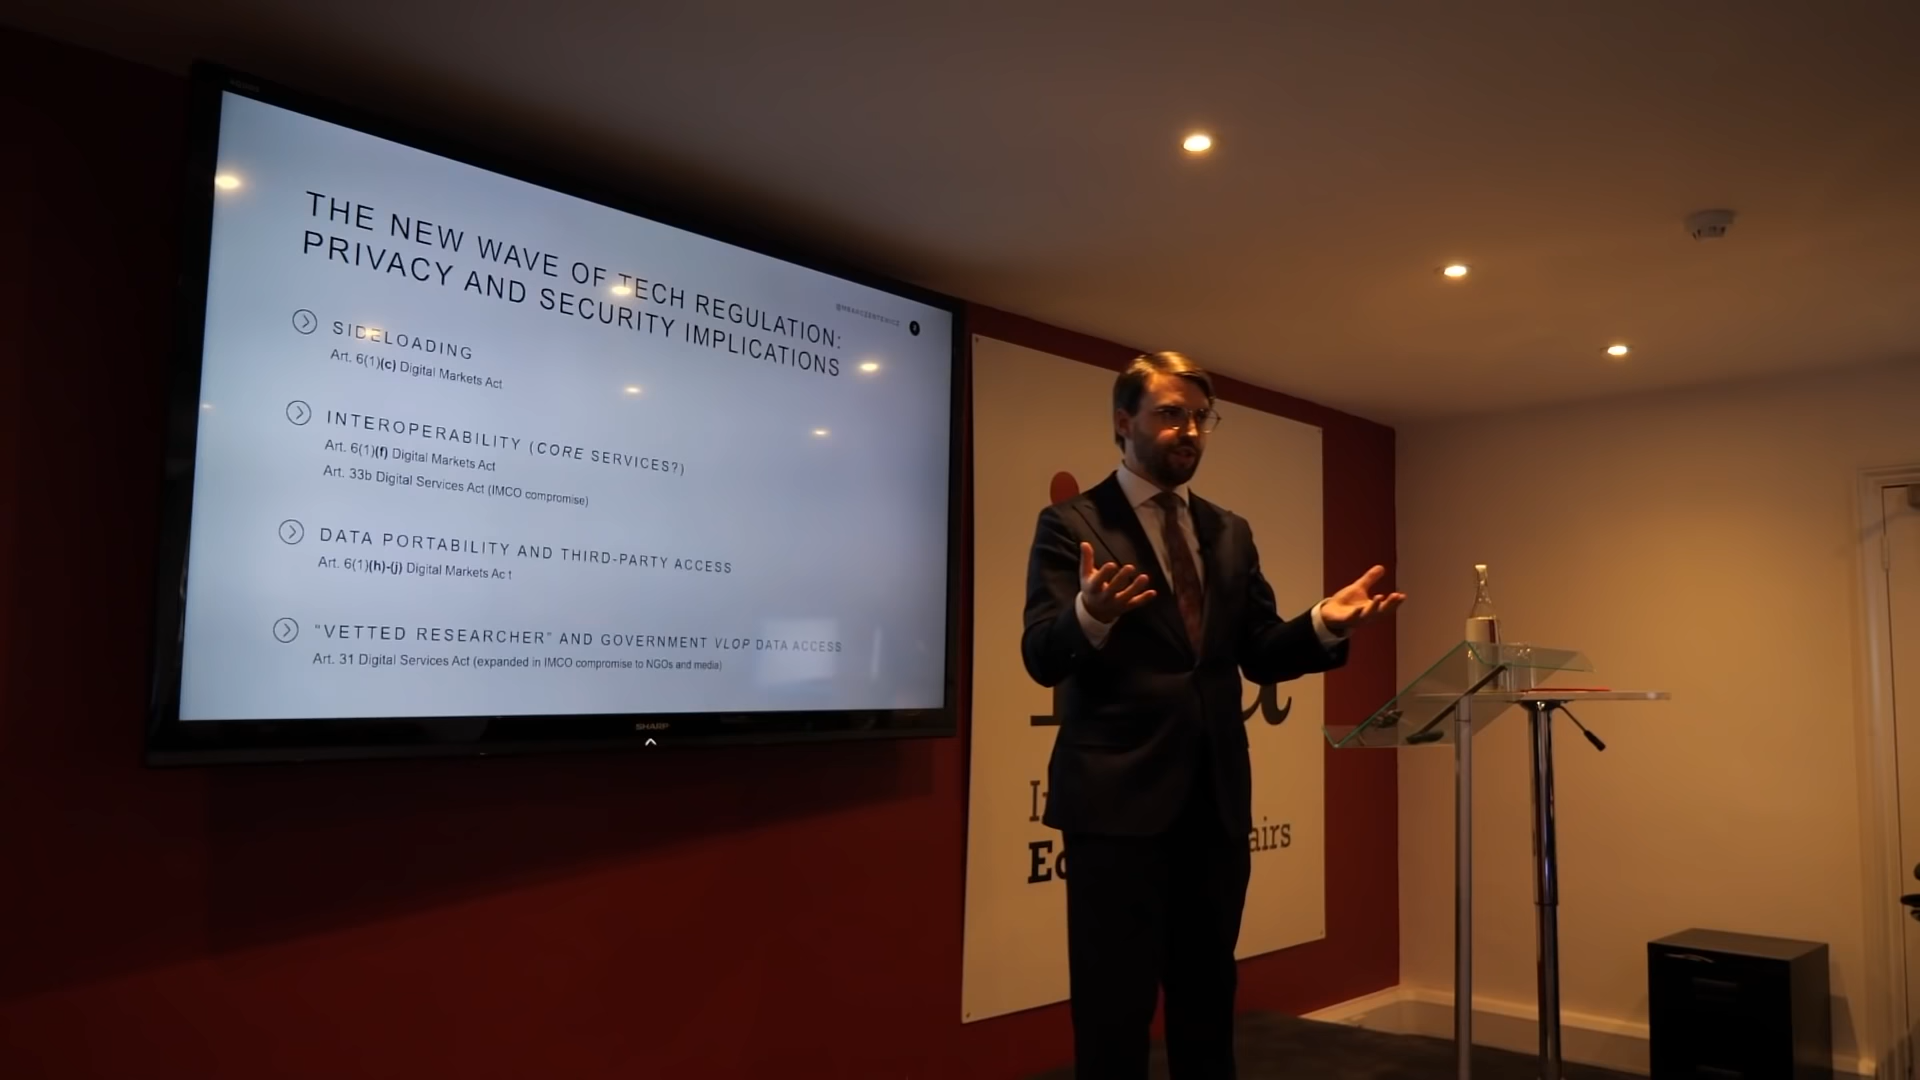 THE NEW WAVE OF TECH REGULATION:
PRIVACY AND SECURITY IMPLICATIONS
SIDELOADING
Art. 6(1)(c) Digital Markets Act
INTEROPERABILITY (CORE SERVICES?)
Art. 6(1)(f) Digital Markets Act
Art. 33b Digital Services Act (IMCO compromise)
DATA PORTABILITY AND THIRD-PARTY ACCESS
Art. 6(1)(h)-(j) Digital Markets Act
"VETTED RESEARCHER" AND GOVERNMENT VLOP DATA ACCESS
Art. 31 Digital Services Act (expanded in IMCO compromise to NGOs and media)
SHARP